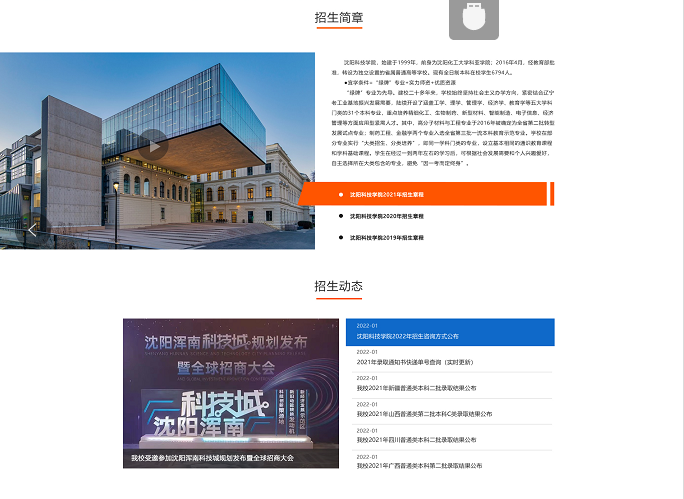 招生简章
沈阳科技学院，始建于1999年，前身为沈阳化工大学科亚学院；2016年4月，经教育部批
准，转设为独立设置的省属普通高等学校。现有全日制本科在校学生6794人。
●宽学条件+“绿牌”专业+实力师资+优质资源
“绿牌”专业为先导。建校二十多年来，学校始终坚持社会主义办学方向，紧密结合辽宁
老工业基地振兴发展需要，陆续开设了涵盖工学、理学、管理学、经济学、教育学等五大学科
门类的31个本科专业，重点培养精细化工、生物制药、新型材料、智能制造、电子信息、经济
管理等方面应用型高级人才。其中，高分子材料与工程专业于2016年被确立为全省第二批转型
发展试点专业；制药工程、金融学两个专业入选全省第三批一流本科教育示范专业。学校在部
分专业实行“大类招生、分类培养”，即同一学科门类的专业，设立基本相同的通识教育课程
和学科基础课程，学生在经过一到两年左右的学习后，可根据社会发展需要和个人兴趣爱好，
自主选择所在大类包含的专业，避免“因一考而定终身”。
沈阳科技学院2021年招生章程
沈阳科技学院2020年招生章程
沈阳科技学院2019年招生章程
招生动态
沈阳浑南科技城规划发布
暨全球招商大会
科技城
沈阳浑南
我校受邀参加沈阳浑南科技城规划发布暨全球招商大会
2022-01
沈阳科技学院2022年招生咨询方式公布
2022-01
2021年录取通知书快递单号查询（实时更新）
2022-01
我校2021年新疆普通类本科二批录取结果公布
2022-01
我校2021年山西普通类第二批本科C类录取结果公布
2022-01
我校2021年四川普通类本科二批录取结果公布
2022-01
我校2021年广西普通类本科第二批录取结果公布